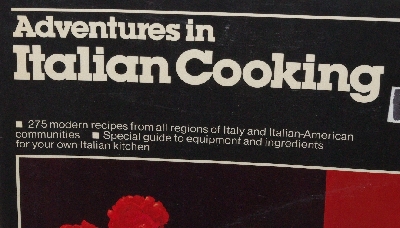 Adventures in
Italian Cooking
■ 275 modern recipes from all regions of Italy and Italian-American
communities ■ Special guide to equipment and ingredients
for your own Italian kitchen